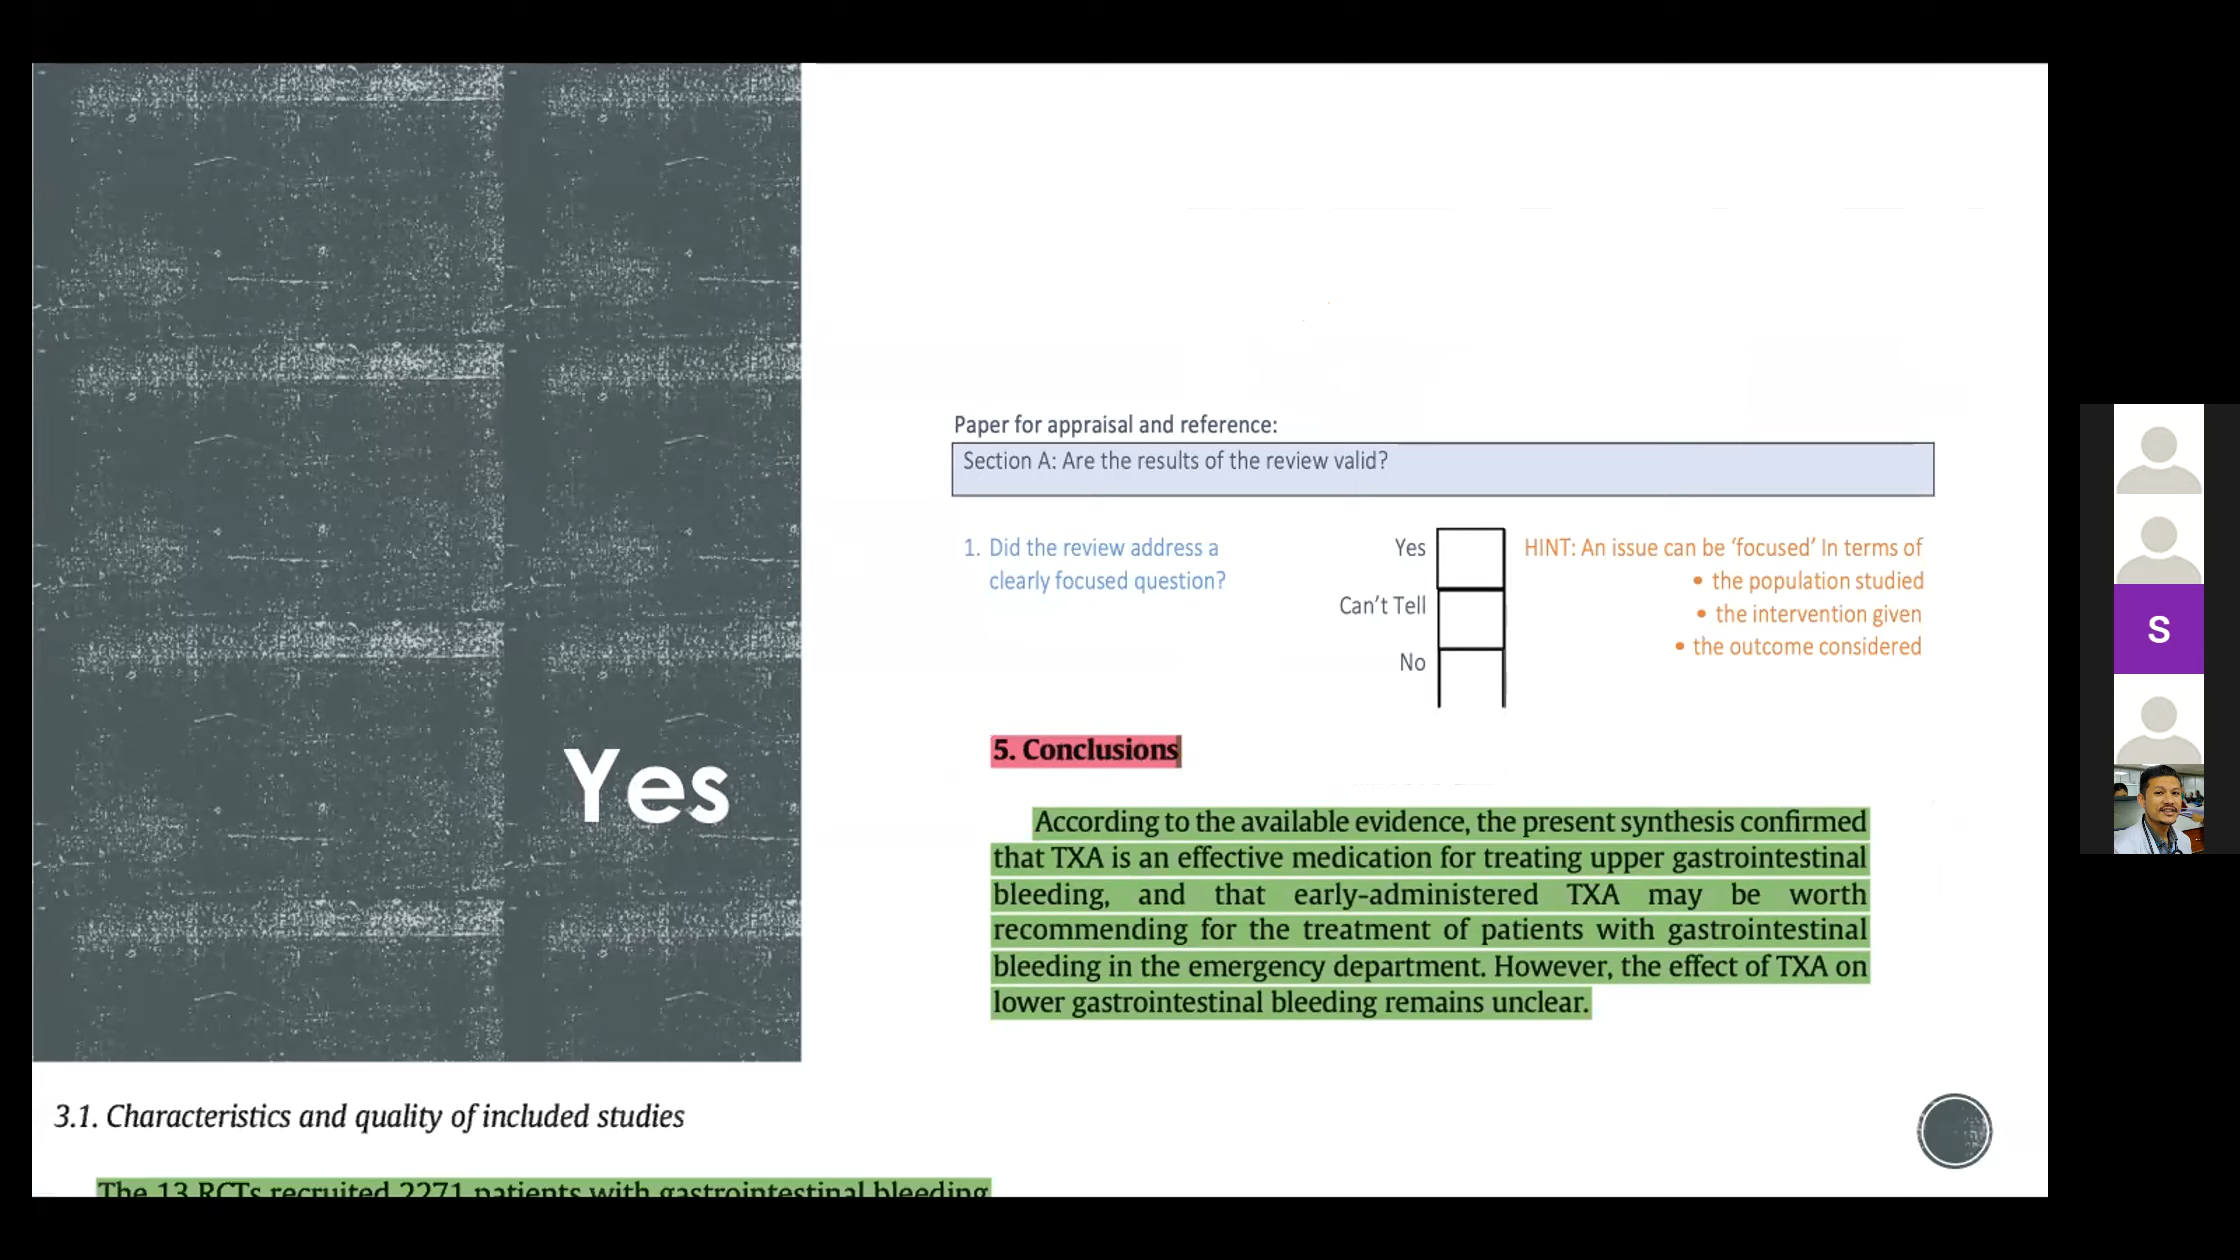 Yes
Paper for appraisal and reference:
Section A: Are the results of the review valid?
1. Did the review address a
clearly focused question?
Yes
Can't Tell
No
HINT: An issue can be 'focused' In terms of
• the population studied
• the intervention given
• the outcome considered
5. Conclusions
According to the available evidence, the present synthesis confirmed
that TXA is an effective medication for treating upper gastrointestinal
bleeding, and that early-administered TXA may be worth
recommending for the treatment of patients with gastrointestinal
bleeding in the emergency department. However, the effect of TXA on
lower gastrointestinal bleeding remains unclear.
3.1. Characteristics and quality of included studies
The 13 RCTs recruited 2271 patients with gastrointestinal bleeding
S